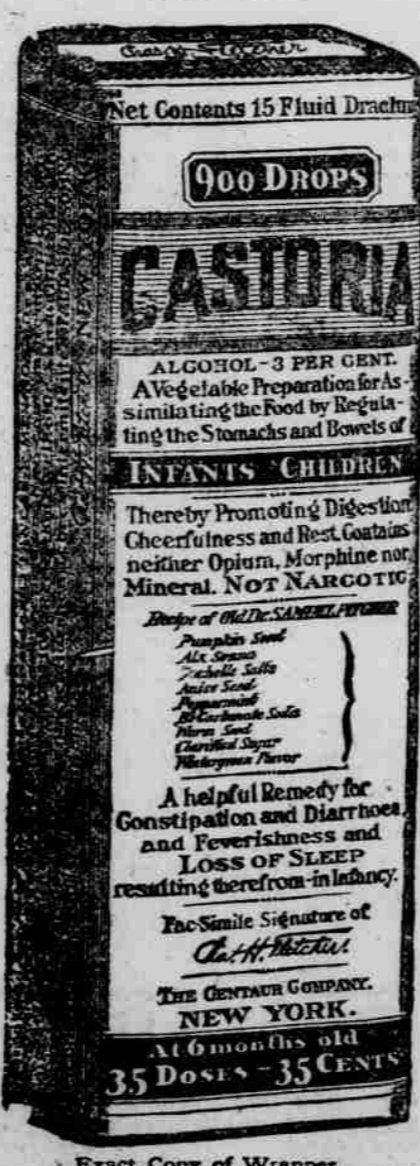 Net Contents 15 Fluid Drachm
900 DROPS
CASTORIA
ALCOHOL-3 PER CENT.
A Vegetable Preparation for As-
similating the Food by Regula-
ting the Stomachs and Bowels of
INFANTS CHILDREN
Thereby Promoting Digestion
Cheerfulness and Rest. Contains
neither Opium, Morphine nor
Mineral. NOT NARCOTIC
Recipe of Old Dr. SAMUEL PITCHER
Pumpkin Seed
Alx Senna
Rochelle Salts
Anise Seed
Peppermint
Bi-Carbonate Soda
Worm Seed
Clarified Sugar
Wintergreen Flavor
A helpful Remedy for
Constipation and Diarrhoea,
and Feverishness and
LOSS OF SLEEP
resulting therefrom-in Infancy.
Fac-Simile Signature of
Chas. H. Fletcher.
THE CENTAUR COMPANY.
NEW YORK.
At 6 months old
35 DOSES - 35 CENTS
Exact Copy of Wrapper